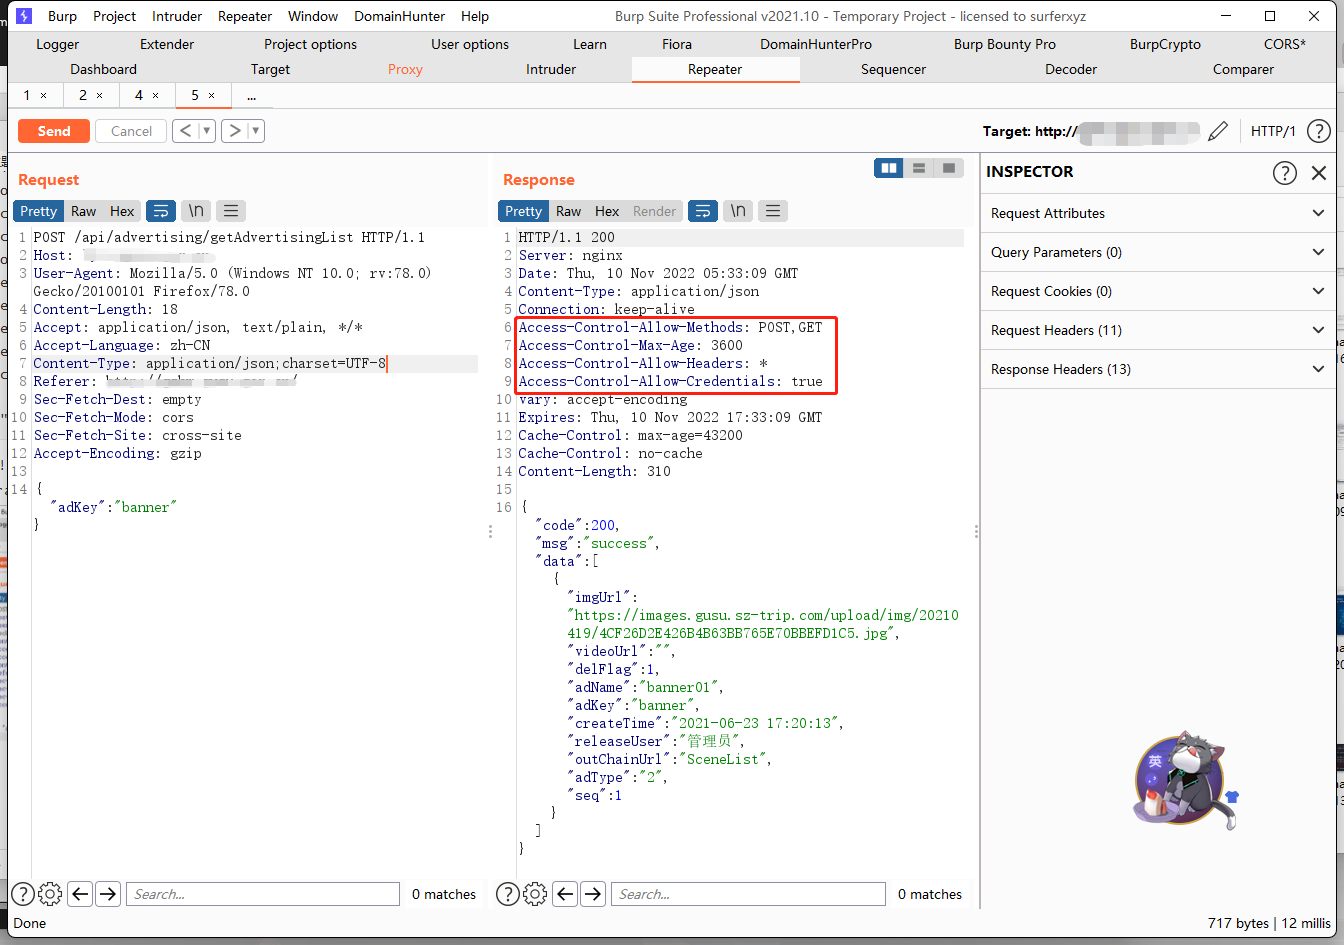 Burp Project Intruder Repeater Window DomainHunter Help Burp Suite Professional v2021.10 - Temporary Project - licensed to surferxyz
Logger Extender Project options User options Learn Fiora DomainHunterPro Burp Bounty Pro BurpCrypto CORS*
Dashboard Target Proxy Intruder Repeater Sequencer Decoder Comparer
1 × 2 × 4 × 5 × ...
Send Cancel < ▾ > ▾ Target: http:// HTTP/1 ?
Request
Pretty Raw Hex \n
1 POST /api/advertising/getAdvertisingList HTTP/1.1
2 Host:
3 User-Agent: Mozilla/5.0 (Windows NT 10.0; rv:78.0)
Gecko/20100101 Firefox/78.0
4 Content-Length: 18
5 Accept: application/json, text/plain, */*
6 Accept-Language: zh-CN
7 Content-Type: application/json;charset=UTF-8
8 Referer:
9 Sec-Fetch-Dest: empty
10 Sec-Fetch-Mode: cors
11 Sec-Fetch-Site: cross-site
12 Accept-Encoding: gzip
13
14 {
"adKey":"banner"
}
Response
Pretty Raw Hex Render \n
1 HTTP/1.1 200
2 Server: nginx
3 Date: Thu, 10 Nov 2022 05:33:09 GMT
4 Content-Type: application/json
5 Connection: keep-alive
6 Access-Control-Allow-Methods: POST,GET
7 Access-Control-Max-Age: 3600
8 Access-Control-Allow-Headers: *
9 Access-Control-Allow-Credentials: true
10 vary: accept-encoding
11 Expires: Thu, 10 Nov 2022 17:33:09 GMT
12 Cache-Control: max-age=43200
13 Cache-Control: no-cache
14 Content-Length: 310
15
16 {
"code":200,
"msg":"success",
"data":[
{
"imgUrl":
"https://images.gusu.sz-trip.com/upload/img/20210
419/4CF26D2E426B4B63BB765E70BBEFD1C5.jpg",
"videoUrl":"",
"delFlag":1,
"adName":"banner01",
"adKey":"banner",
"createTime":"2021-06-23 17:20:13",
"releaseUser":"管理员",
"outChainUrl":"SceneList",
"adType":"2",
"seq":1
}
]
}
INSPECTOR ?
Request Attributes
Query Parameters (0)
Request Cookies (0)
Request Headers (11)
Response Headers (13)
英
? Search... 0 matches ? Search... 0 matches
Done 717 bytes | 12 millis